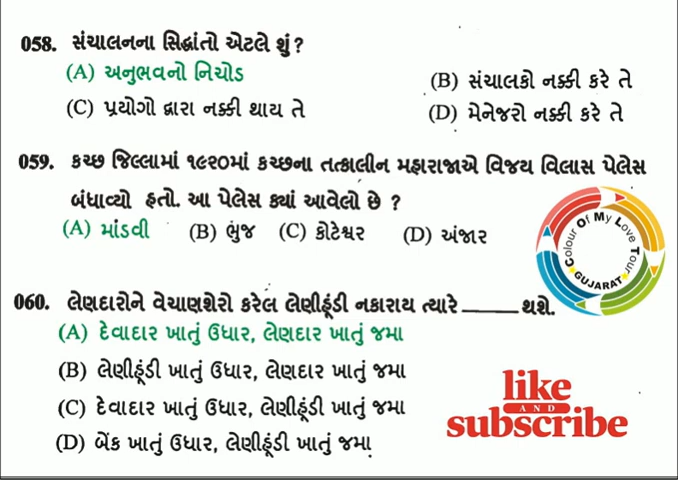 058. સંચાલનના સિદ્ધાંતો એટલે શું?
(A) અનુભવનો નિચોડ
(B) સંચાલકો નક્કી કરે તે
(C) પ્રયોગો દ્વારા નક્કી થાય તે
(D) મેનેજરો નક્કી કરે તે
059. કચ્છ જિલ્લામાં ૧૯૨૦માં કચ્છના તત્કાલીન મહારાજાએ વિજય વિલાસ પેલેસ
બંધાવ્યો હતો. આ પેલેસ ક્યાં આવેલો છે ?
(A) માંડવી (B) ભુંજ (C) કોટેશ્વર (D) અંજાર
Colour Of My Love Tour
GUJARAT
060. લેણદારોને વેચાણશેરો કરેલ લેણીહૂંડી નકારાય ત્યારે ______ થશે.
(A) દેવાદાર ખાતું ઉધાર, લેણદાર ખાતું જમા
(B) લેણીહૂંડી ખાતું ઉધાર, લેણદાર ખાતું જમા
(C) દેવાદાર ખાતું ઉધાર, લેણીહૂંડી ખાતું જમા
(D) બેંક ખાતું ઉધાર, લેણીહૂંડી ખાતું જમા
like
AND
subscribe